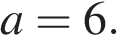 a = 6.